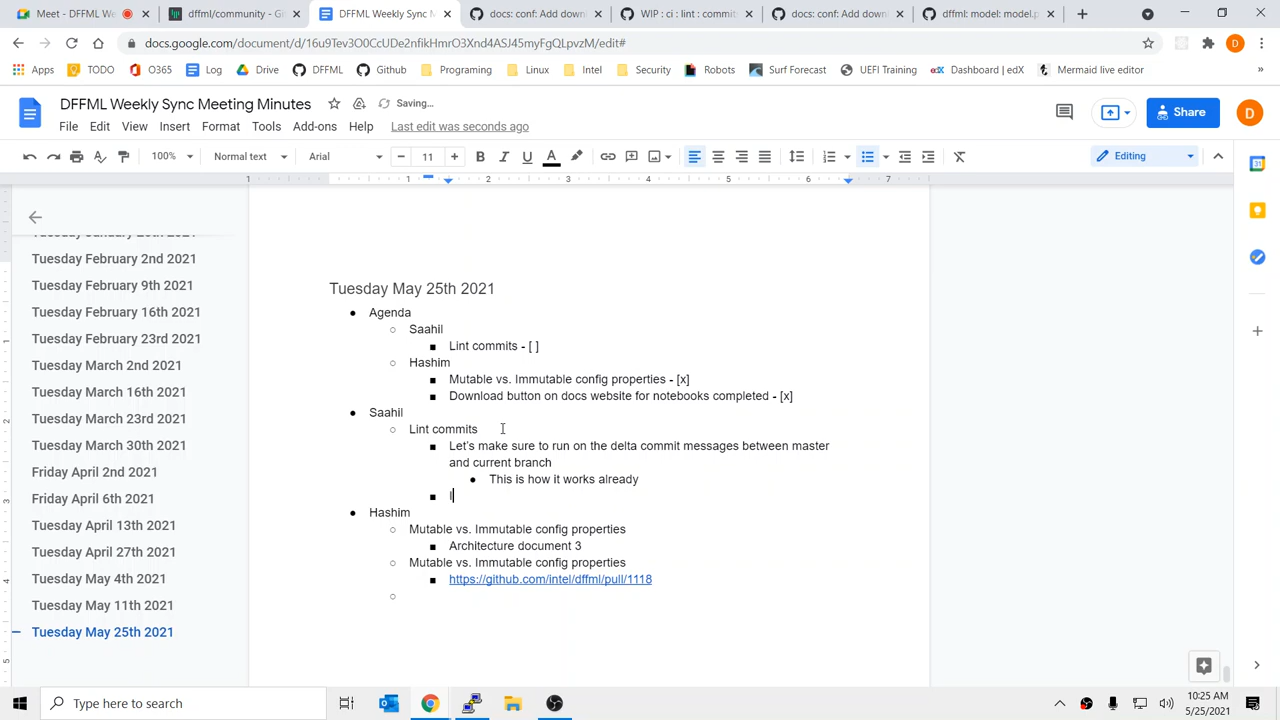 Meet - DFFML We
dffml/community - Gi
DFFML Weekly Sync M
docs: conf: Add down
WIP : ci : lint : commits
docs: conf: Add downl
dffml: model: model.p
docs.google.com/document/d/16u9Tev3O0CcUDe2nfikHmrO3Xnd4ASJ45myFgQLpvzM/edit#
Apps TODO O365 Log Drive DFFML Github Programing Linux Intel Security Robots Surf Forecast UEFI Training Dashboard | edX Mermaid live editor »
DFFML Weekly Sync Meeting Minutes Saving...
File Edit View Insert Format Tools Add-ons Help Last edit was seconds ago
Share
D
100% Normal text Arial 11 B I U A Editing
1 1 2 3 4 5 6 7
Tuesday February 2nd 2021
Tuesday February 9th 2021
Tuesday February 16th 2021
Tuesday February 23rd 2021
Tuesday March 2nd 2021
Tuesday March 16th 2021
Tuesday March 23rd 2021
Tuesday March 30th 2021
Friday April 2nd 2021
Friday April 6th 2021
Tuesday April 13th 2021
Tuesday April 27th 2021
Tuesday May 4th 2021
Tuesday May 11th 2021
Tuesday May 25th 2021
Tuesday May 25th 2021
Agenda
Saahil
Lint commits - [ ]
Hashim
Mutable vs. Immutable config properties - [x]
Download button on docs website for notebooks completed - [x]
Saahil
Lint commits
Let's make sure to run on the delta commit messages between master
and current branch
This is how it works already
I
Hashim
Mutable vs. Immutable config properties
Architecture document 3
Mutable vs. Immutable config properties
https://github.com/intel/dffml/pull/1118
Type here to search
10:25 AM
5/25/2021